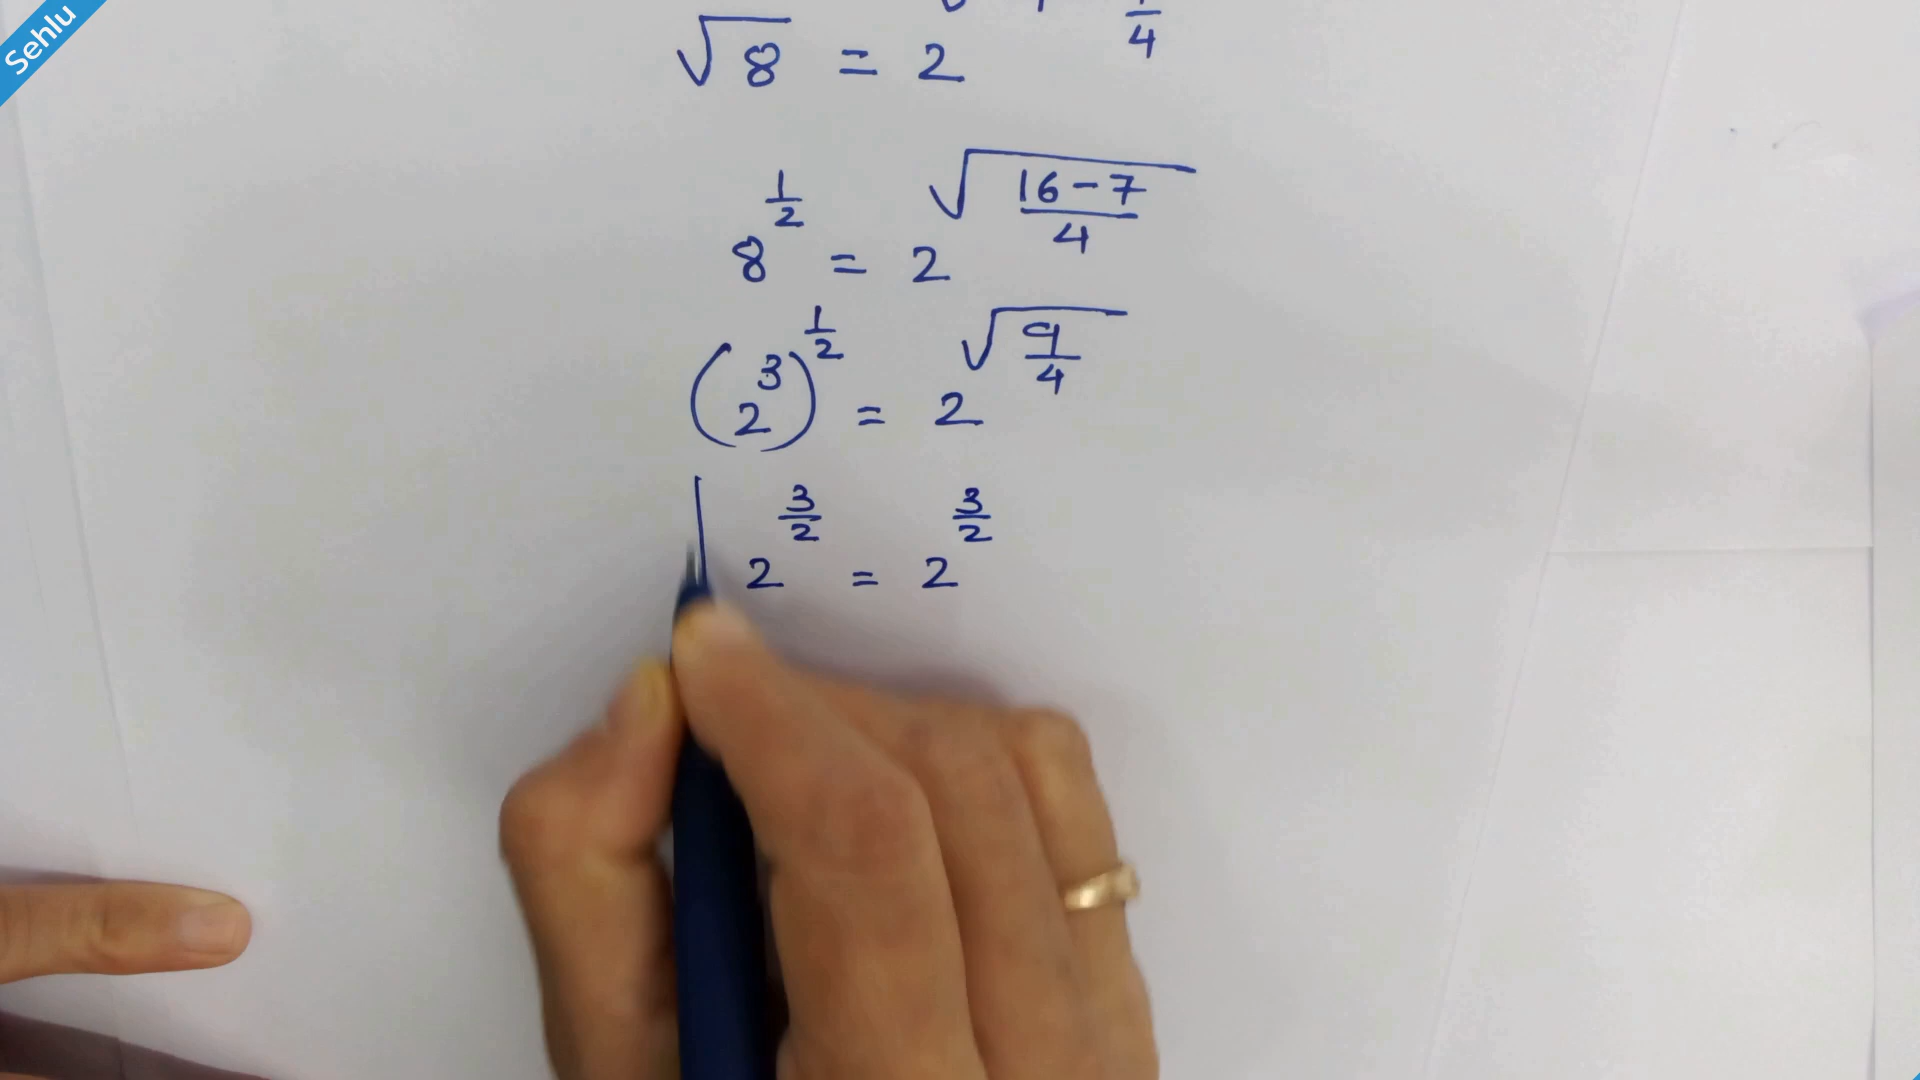 Sehlu
√8 = 2^√ 4
8^(1/2) = 2^√((16-7)/4)
(2^3)^(1/2) = 2^√(9/4)
2^(3/2) = 2^(3/2)